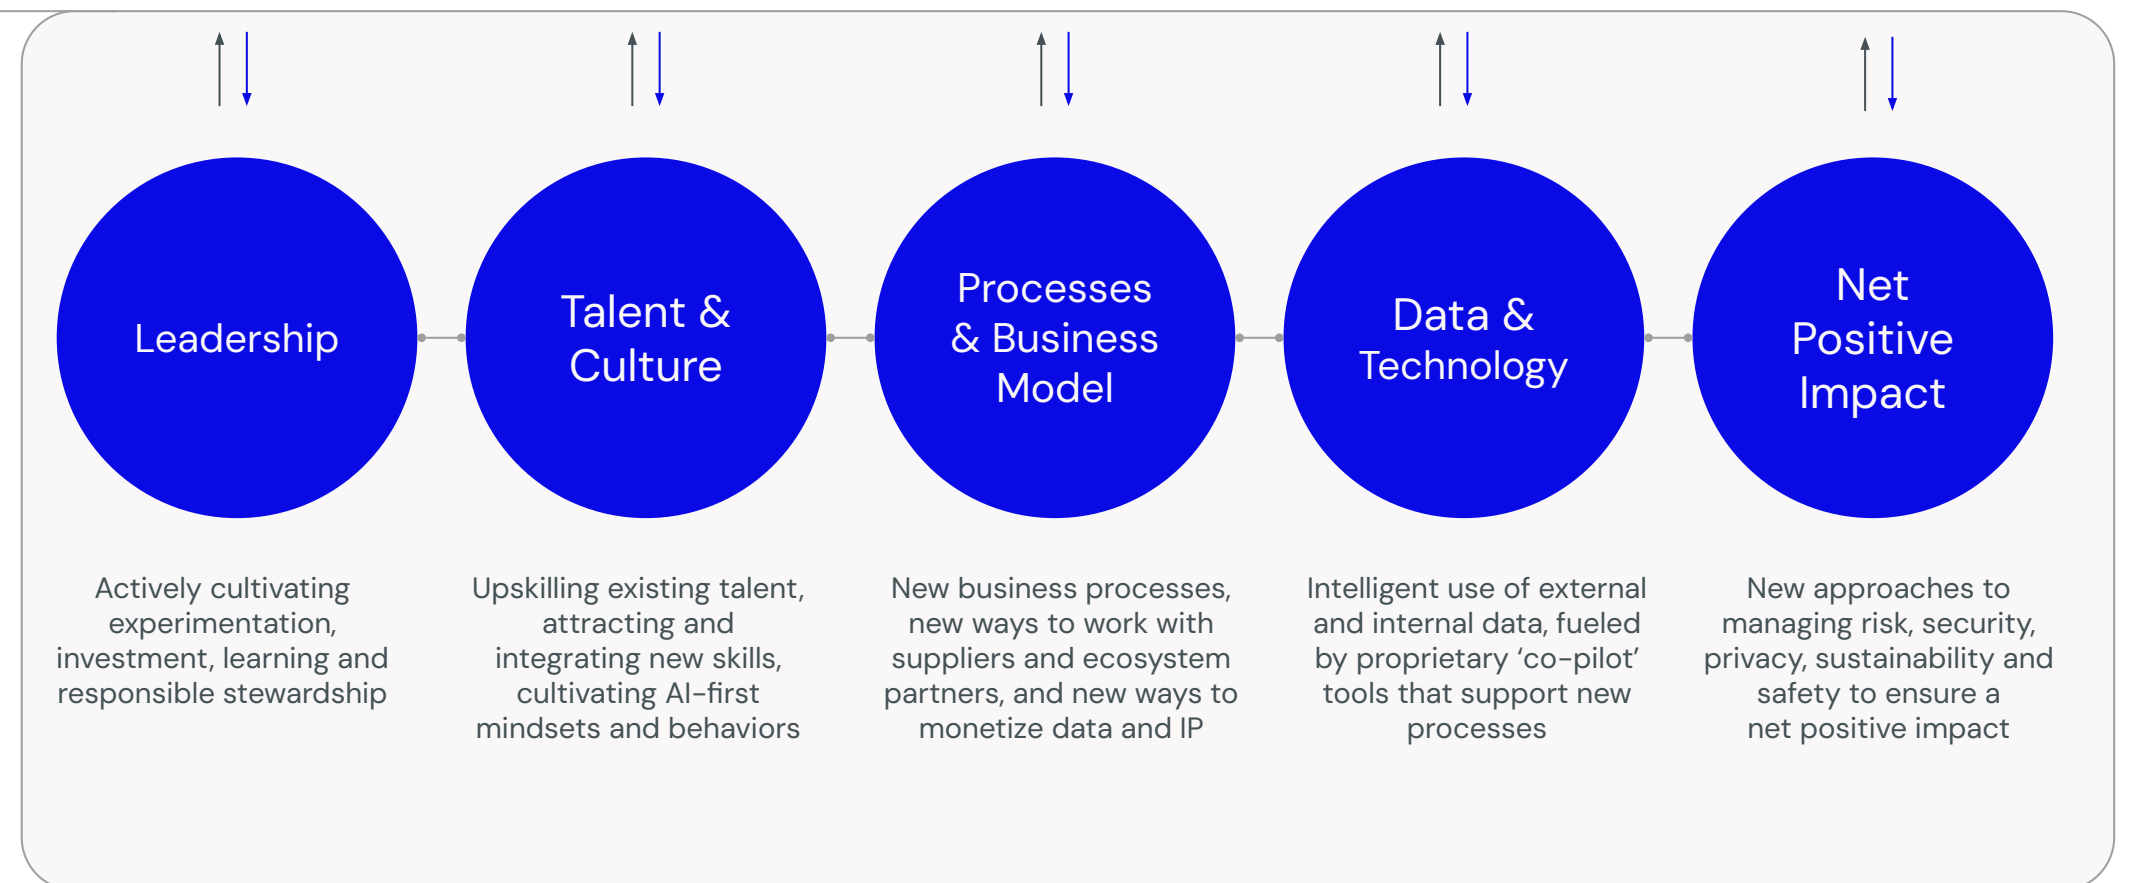 Leadership
Talent &
Culture
Processes
& Business
Model
Data &
Technology
Net
Positive
Impact
Actively cultivating
experimentation,
investment, learning and
responsible stewardship
Upskilling existing talent,
attracting and
integrating new skills,
cultivating AI-first
mindsets and behaviors
New business processes,
new ways to work with
suppliers and ecosystem
partners, and new ways to
monetize data and IP
Intelligent use of external
and internal data, fueled
by proprietary ‘co-pilot’
tools that support new
processes
New approaches to
managing risk, security,
privacy, sustainability and
safety to ensure a
net positive impact